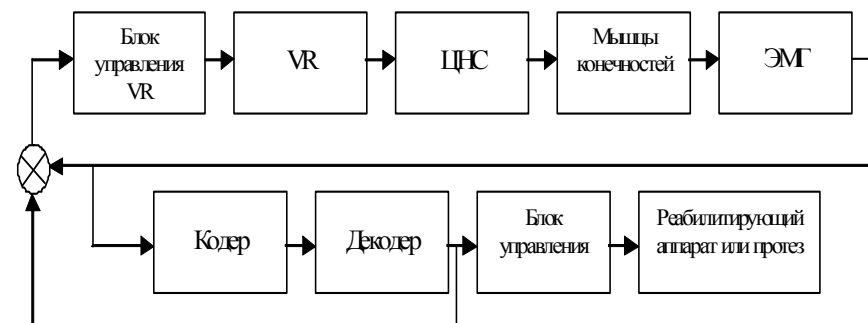 Блок
управления
VR
VR
ЦНС
Мышцы
конечностей
ЭМГ
Кодер
Декодер
Блок
управления
Реабилитирующий
аппарат или протез